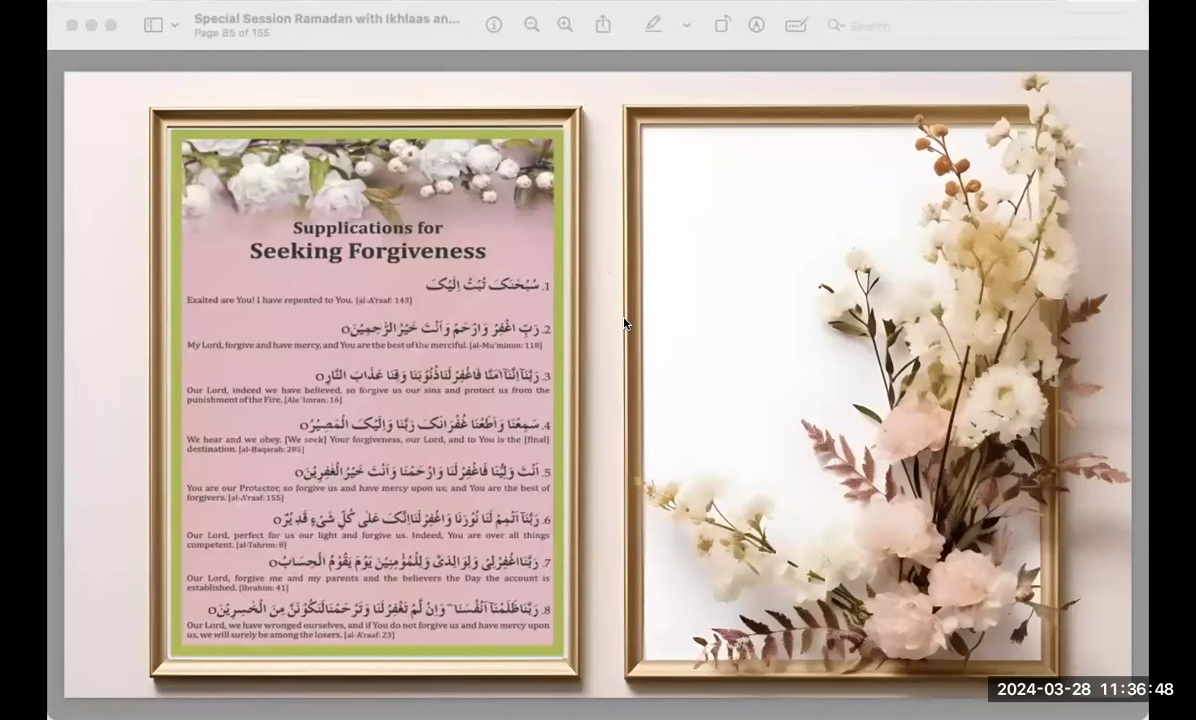 Special Session Ramadan with Ikhlaas an...
Page 85 of 165
Search
Supplications for
Seeking Forgiveness
1. سُبْحٰنَكَ تُبْتُ اِلَيْكَ
Exalted are You! I have repented to You. [al-A'raaf: 143]
2. رَبِّ اغْفِرْ وَارْحَمْ وَاَنْتَ خَيْرُ الرّٰحِمِيْنَ○
My Lord, forgive and have mercy, and You are the best of the merciful. [al-Mu'minun: 118]
3. رَبَّنَآ اِنَّنَآ اٰمَنَّا فَاغْفِرْ لَنَا ذُنُوْبَنَا وَقِنَا عَذَابَ النَّارِ○
Our Lord, indeed we have believed, so forgive us our sins and protect us from the
punishment of the Fire. [Ale 'Imran: 16]
4. سَمِعْنَا وَاَطَعْنَا غُفْرَانَكَ رَبَّنَا وَاِلَيْكَ الْمَصِيْرُ○
We hear and we obey. [We seek] Your forgiveness, our Lord, and to You is the [final]
destination. [al-Baqarah: 285]
5. اَنْتَ وَلِيُّنَا فَاغْفِرْ لَنَا وَارْحَمْنَا وَاَنْتَ خَيْرُ الْغٰفِرِيْنَ○
You are our Protector, so forgive us and have mercy upon us; and You are the best of
forgivers. [al-A'raaf: 155]
6. رَبَّنَآ اَتْمِمْ لَنَا نُوْرَنَا وَاغْفِرْ لَنَا اِنَّكَ عَلٰى كُلِّ شَىْءٍ قَدِيْرٌ○
Our Lord, perfect for us our light and forgive us. Indeed, You are over all things
competent. [al-Tahrim: 8]
7. رَبَّنَا اغْفِرْلِىْ وَلِوَالِدَىَّ وَلِلْمُؤْمِنِيْنَ يَوْمَ يَقُوْمُ الْحِسَابُ○
Our Lord, forgive me and my parents and the believers the Day the account is
established. [Ibrahim: 41]
8. رَبَّنَا ظَلَمْنَآ اَنْفُسَنَا وَاِنْ لَّمْ تَغْفِرْ لَنَا وَتَرْحَمْنَا لَنَكُوْنَنَّ مِنَ الْخٰسِرِيْنَ○
Our Lord, we have wronged ourselves, and if You do not forgive us and have mercy upon
us, we will surely be among the losers. [al-A'raaf: 23]
2024-03-28 11:36:48